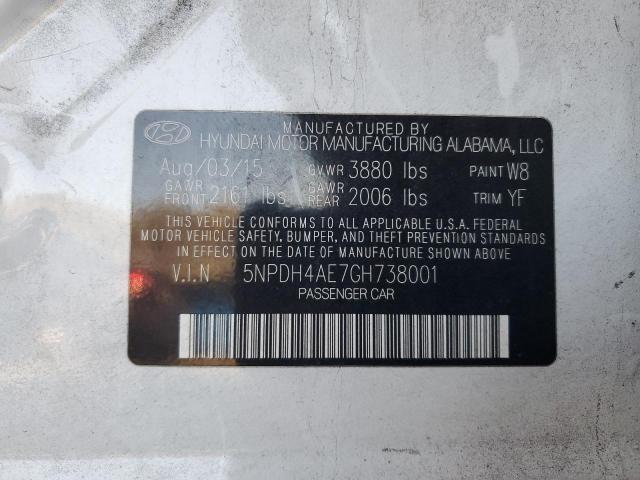 MANUFACTURED BY
HYUNDAI MOTOR MANUFACTURING ALABAMA, LLC
Aug/03/15 GVWR 3880 lbs PAINT W8
GAWR FRONT 2161 lbs GAWR REAR 2006 lbs TRIM YF
THIS VEHICLE CONFORMS TO ALL APPLICABLE U.S.A. FEDERAL
MOTOR VEHICLE SAFETY, BUMPER, AND THEFT PREVENTION STANDARDS
IN EFFECT ON THE DATE OF MANUFACTURE SHOWN ABOVE
V.I.N 5NPDH4AE7GH738001
PASSENGER CAR